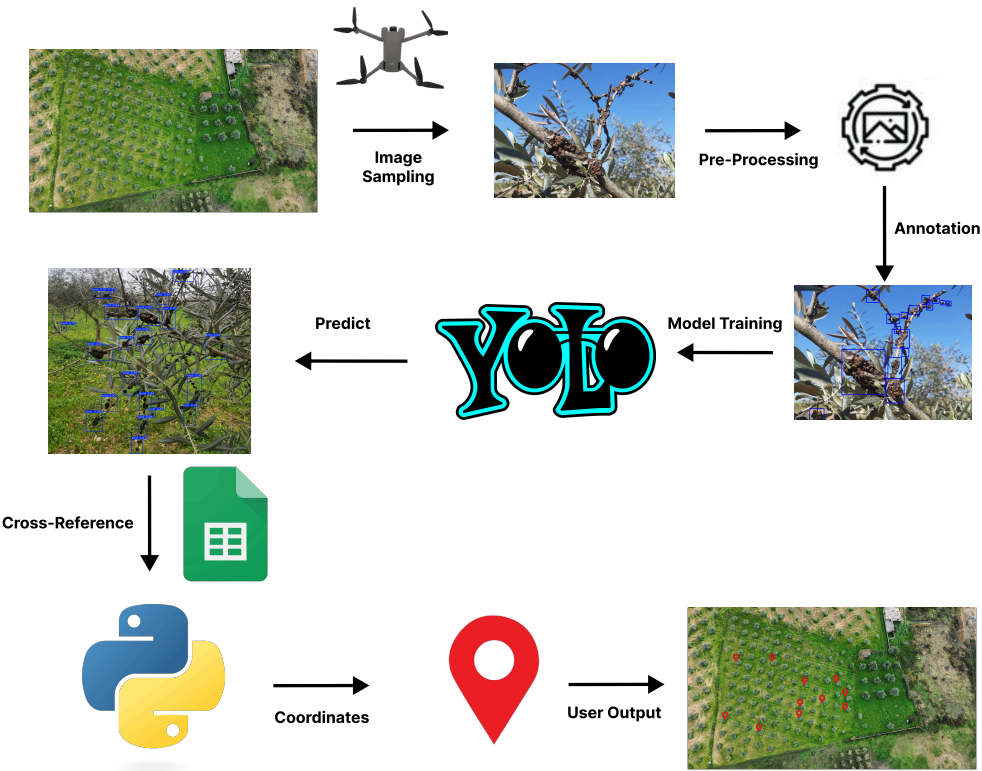 Image
Sampling
Pre-Processing
Annotation
Model Training
YOLO
Predict
Cross-Reference
Coordinates
User Output